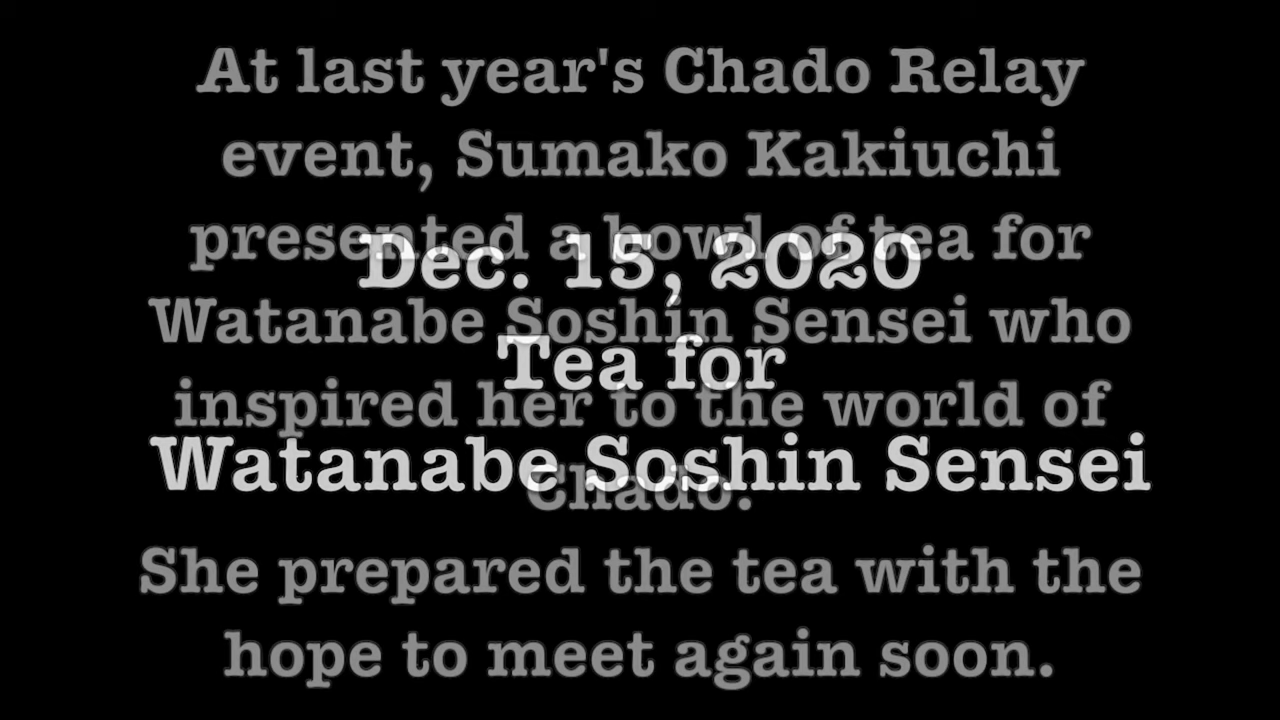 At last year's Chado Relay
event, Sumako Kakiuchi
presented a bowl of tea for
Watanabe Soshin Sensei who
inspired her to the world of
Chado.
She prepared the tea with the
hope to meet again soon.
Dec. 15, 2020
Tea for
Watanabe Soshin Sensei